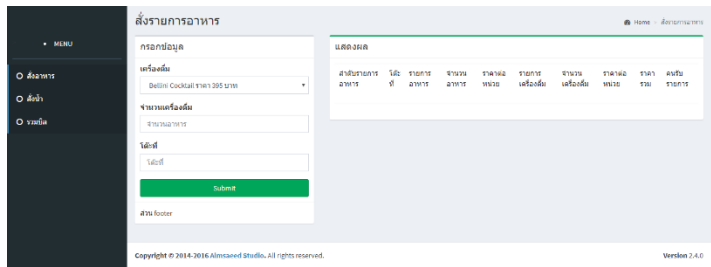 สั่งรายการอาหาร
Home > สั่งรายการอาหาร
MENU
สั่งอาหาร
สั่งน้ำ
รวมบิล
กรอกข้อมูล
เครื่องดื่ม
Bellini Cocktail ราคา 395 บาท
จำนวนเครื่องดื่ม
จำนวนอาหาร
โต๊ะที่
โต๊ะที่
Submit
ส่วน footer
แสดงผล
ลำดับรายการอาหาร โต๊ะที่ รายการอาหาร จำนวนอาหาร ราคาต่อหน่วย รายการเครื่องดื่ม จำนวนเครื่องดื่ม ราคาต่อหน่วย ราคารวม คนรับรายการ
Copyright © 2014-2016 Almsaeed Studio. All rights reserved.
Version 2.4.0